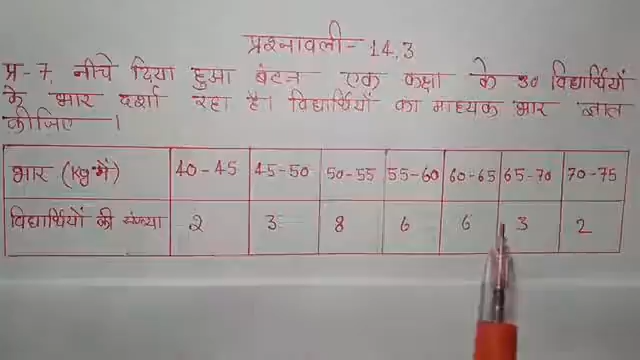 प्रश्नावली - 14.3
प्र - 7. नीचे दिया हुआ बंटन एक कक्षा के 30 विद्यार्थियों
के भार दर्शा रहा है। विद्यार्थियों का माध्यक भार ज्ञात
कीजिए ।
भार (Kg में) 40-45 45-50 50-55 55-60 60-65 65-70 70-75
विद्यार्थियों की संख्या 2 3 8 6 6 3 2